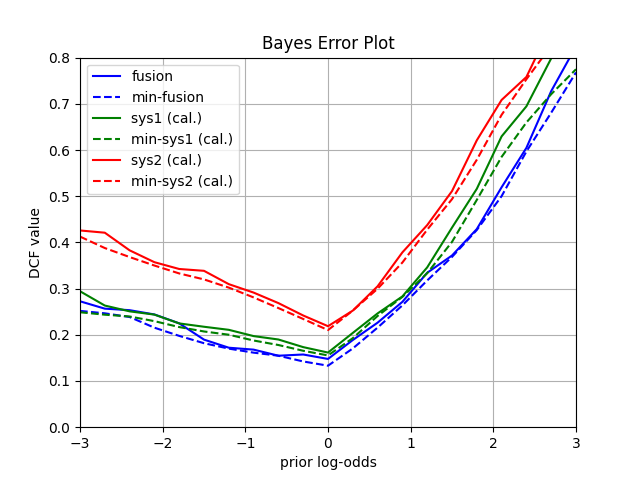 Bayes Error Plot
fusion
min-fusion
sys1 (cal.)
min-sys1 (cal.)
sys2 (cal.)
min-sys2 (cal.)
DCF value
0.8
0.7
0.6
0.5
0.4
0.3
0.2
0.1
0.0
−3 −2 −1 0 1 2 3
prior log-odds